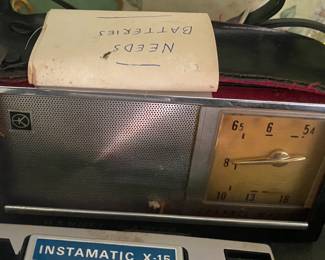 NEEDS
BATTERIES
65 6 54
8
10 13 16
INSTAMATIC X-15